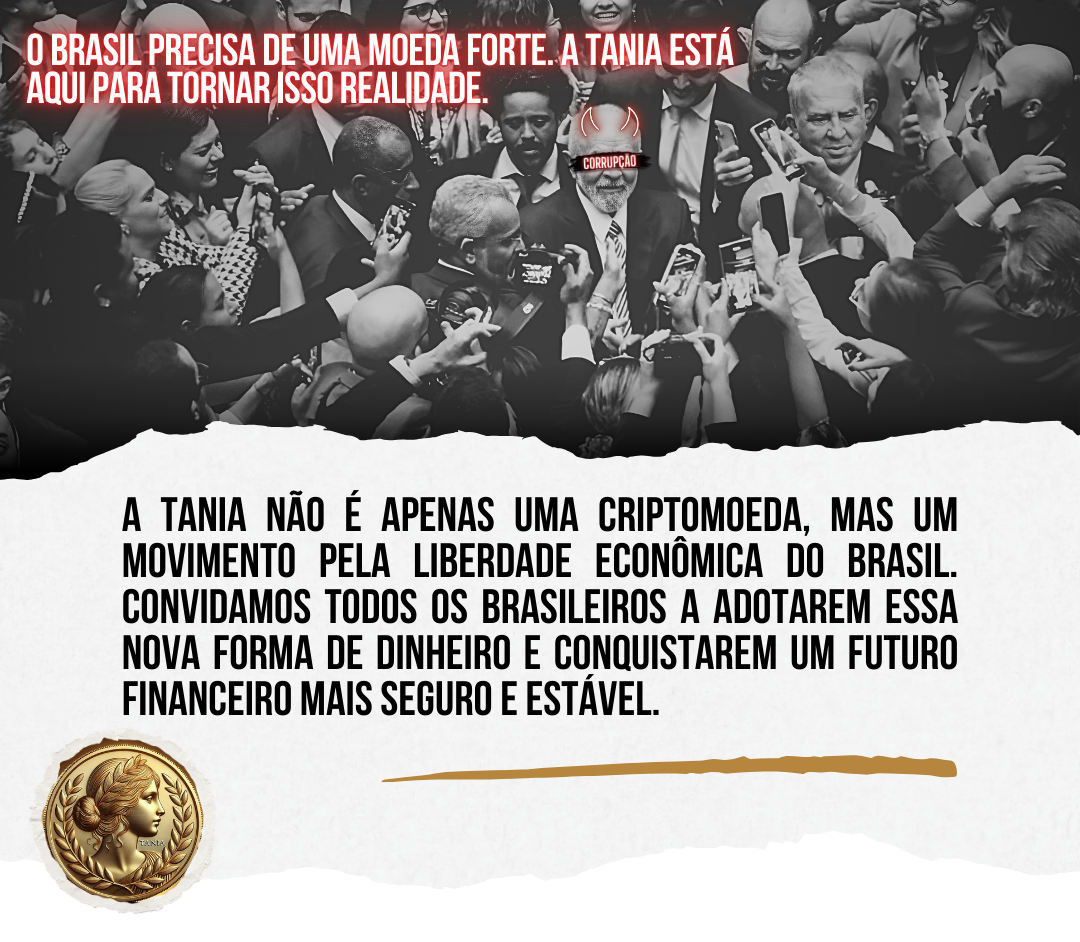 O BRASIL PRECISA DE UMA MOEDA FORTE. A TANIA ESTÁ
AQUI PARA TORNAR ISSO REALIDADE.
CORRUPÇÃO
A TANIA NÃO É APENAS UMA CRIPTOMOEDA, MAS UM
MOVIMENTO PELA LIBERDADE ECONÔMICA DO BRASIL.
CONVIDAMOS TODOS OS BRASILEIROS A ADOTAREM ESSA
NOVA FORMA DE DINHEIRO E CONQUISTAREM UM FUTURO
FINANCEIRO MAIS SEGURO E ESTÁVEL.
TANIA